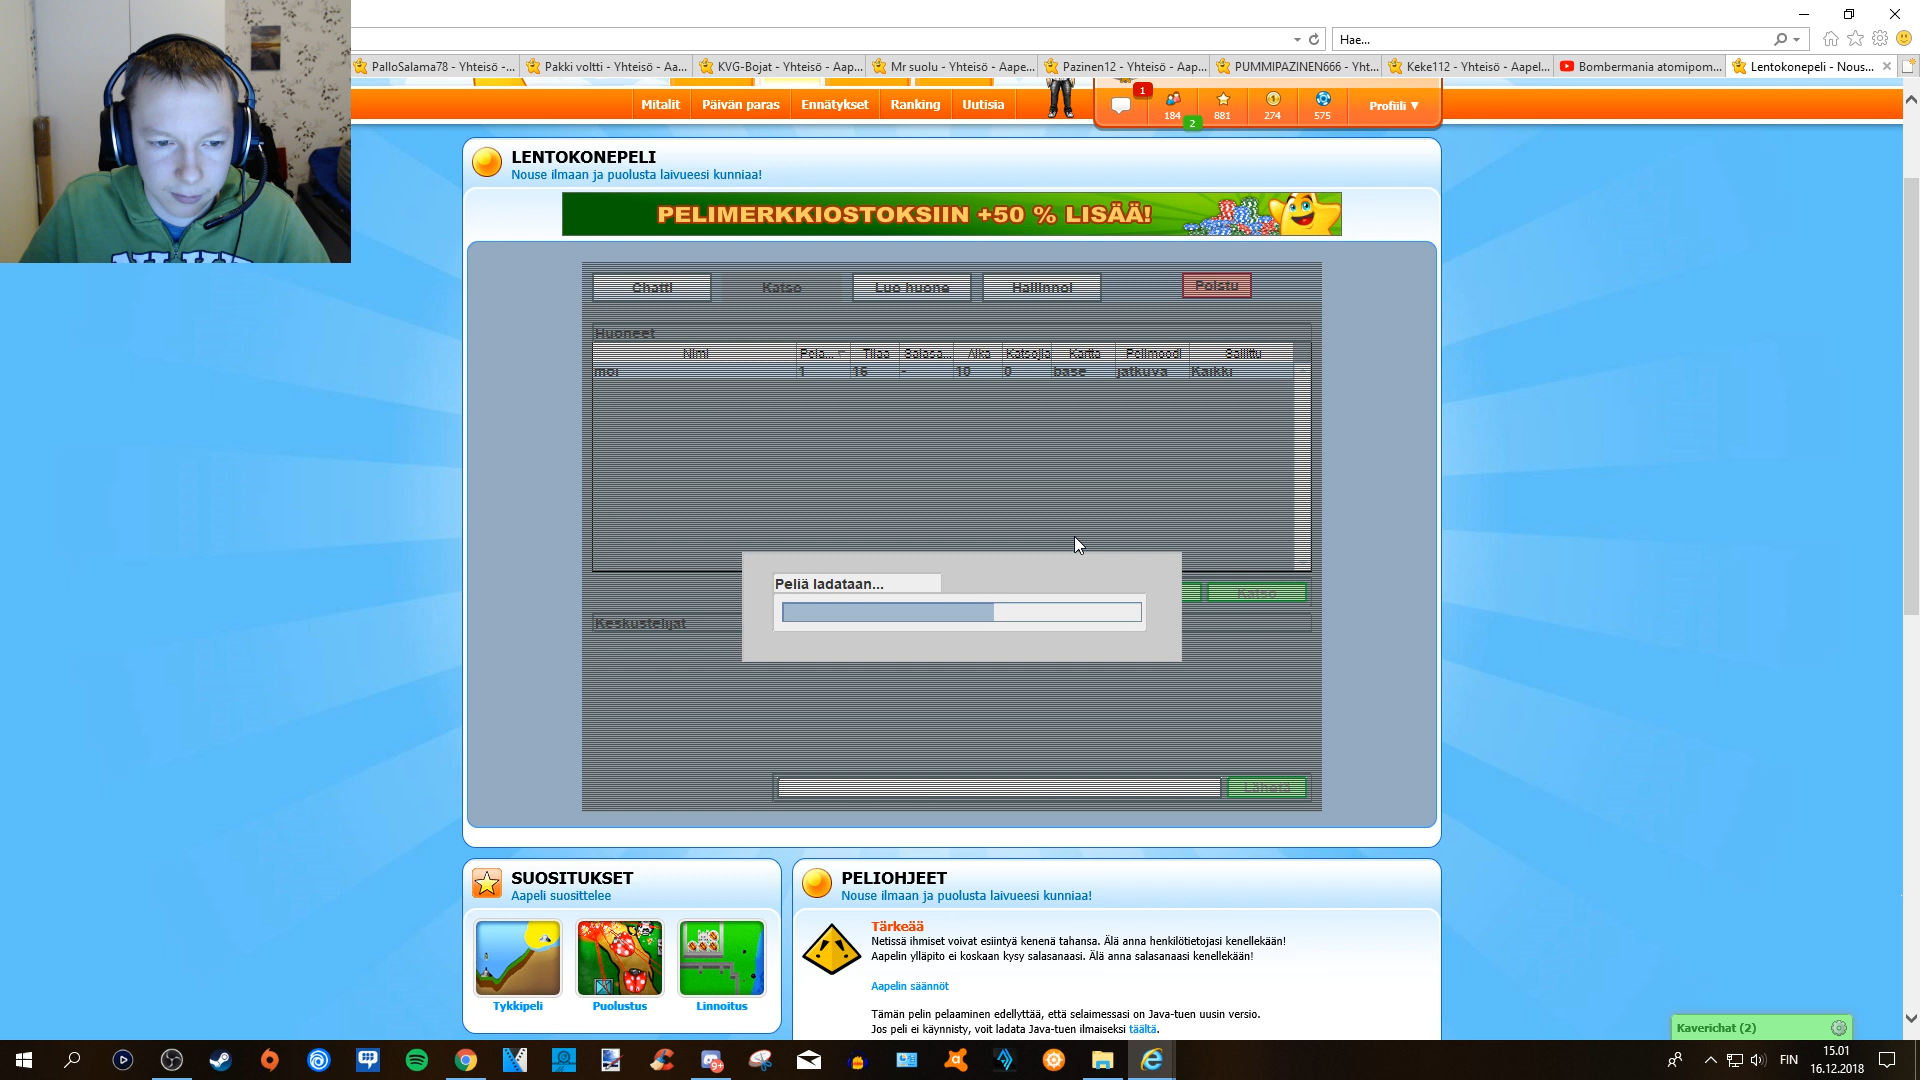 Hae...
PalloSalama78 - Yhteisö -...
Pakki voltti - Yhteisö - Aa...
KVG-Bojat - Yhteisö - Aap...
Mr suolu - Yhteisö - Aape...
Pazinen12 - Yhteisö - Aap...
PUMMIPAZINEN666 - Yht...
Keke112 - Yhteisö - Aapel...
Bombermania atomipom...
Lentokonepeli - Nous...
Mitalit
Päivän paras
Ennätykset
Ranking
Uutisia
1
184
2
881
274
575
Profiili ▼
LENTOKONEPELI
Nouse ilmaan ja puolusta laivueesi kunniaa!
PELIMERKKIOSTOKSIIN +50 % LISÄÄ!
Chatti
Katso
Luo huone
Hallinnoi
Poistu
Huoneet
Nimi
Pela...
Tilaa
Salasa...
Aika
Katsojia
Kartta
Pelimoodi
Sallittu
moi
1
16
-
10
0
base
jatkuva
Kaikki
Peliä ladataan...
Katso
Keskustelijat
Lähetä
SUOSITUKSET
Aapeli suosittelee
Tykkipeli
Puolustus
Linnoitus
PELIOHJEET
Nouse ilmaan ja puolusta laivueesi kunniaa!
Tärkeää
Netissä ihmiset voivat esiintyä kenenä tahansa. Älä anna henkilötietojasi kenellekään!
Aapelin ylläpito ei koskaan kysy salasanaasi. Älä anna salasanaasi kenellekään!
Aapelin säännöt
Tämän pelin pelaaminen edellyttää, että selaimessasi on Java-tuen uusin versio.
Jos peli ei käynnisty, voit ladata Java-tuen ilmaiseksi täältä.
Kaverichat (2)
9+
FIN
15.01
16.12.2018